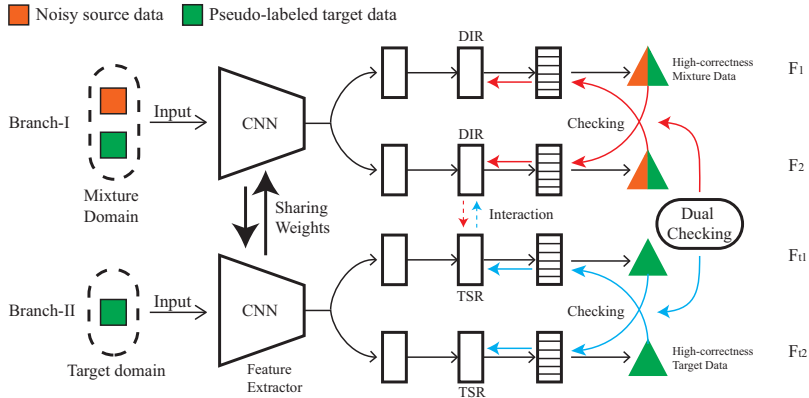 Noisy source data
Pseudo-labeled target data
DIR
High-correctness
Mixture Data
F1
Branch-I
Input
CNN
Checking
DIR
F2
Mixture
Domain
Sharing
Weights
Interaction
Dual
Checking
Ft1
Branch-II
Input
CNN
TSR
Checking
Target domain
Feature
Extractor
TSR
High-correctness
Target Data
Ft2